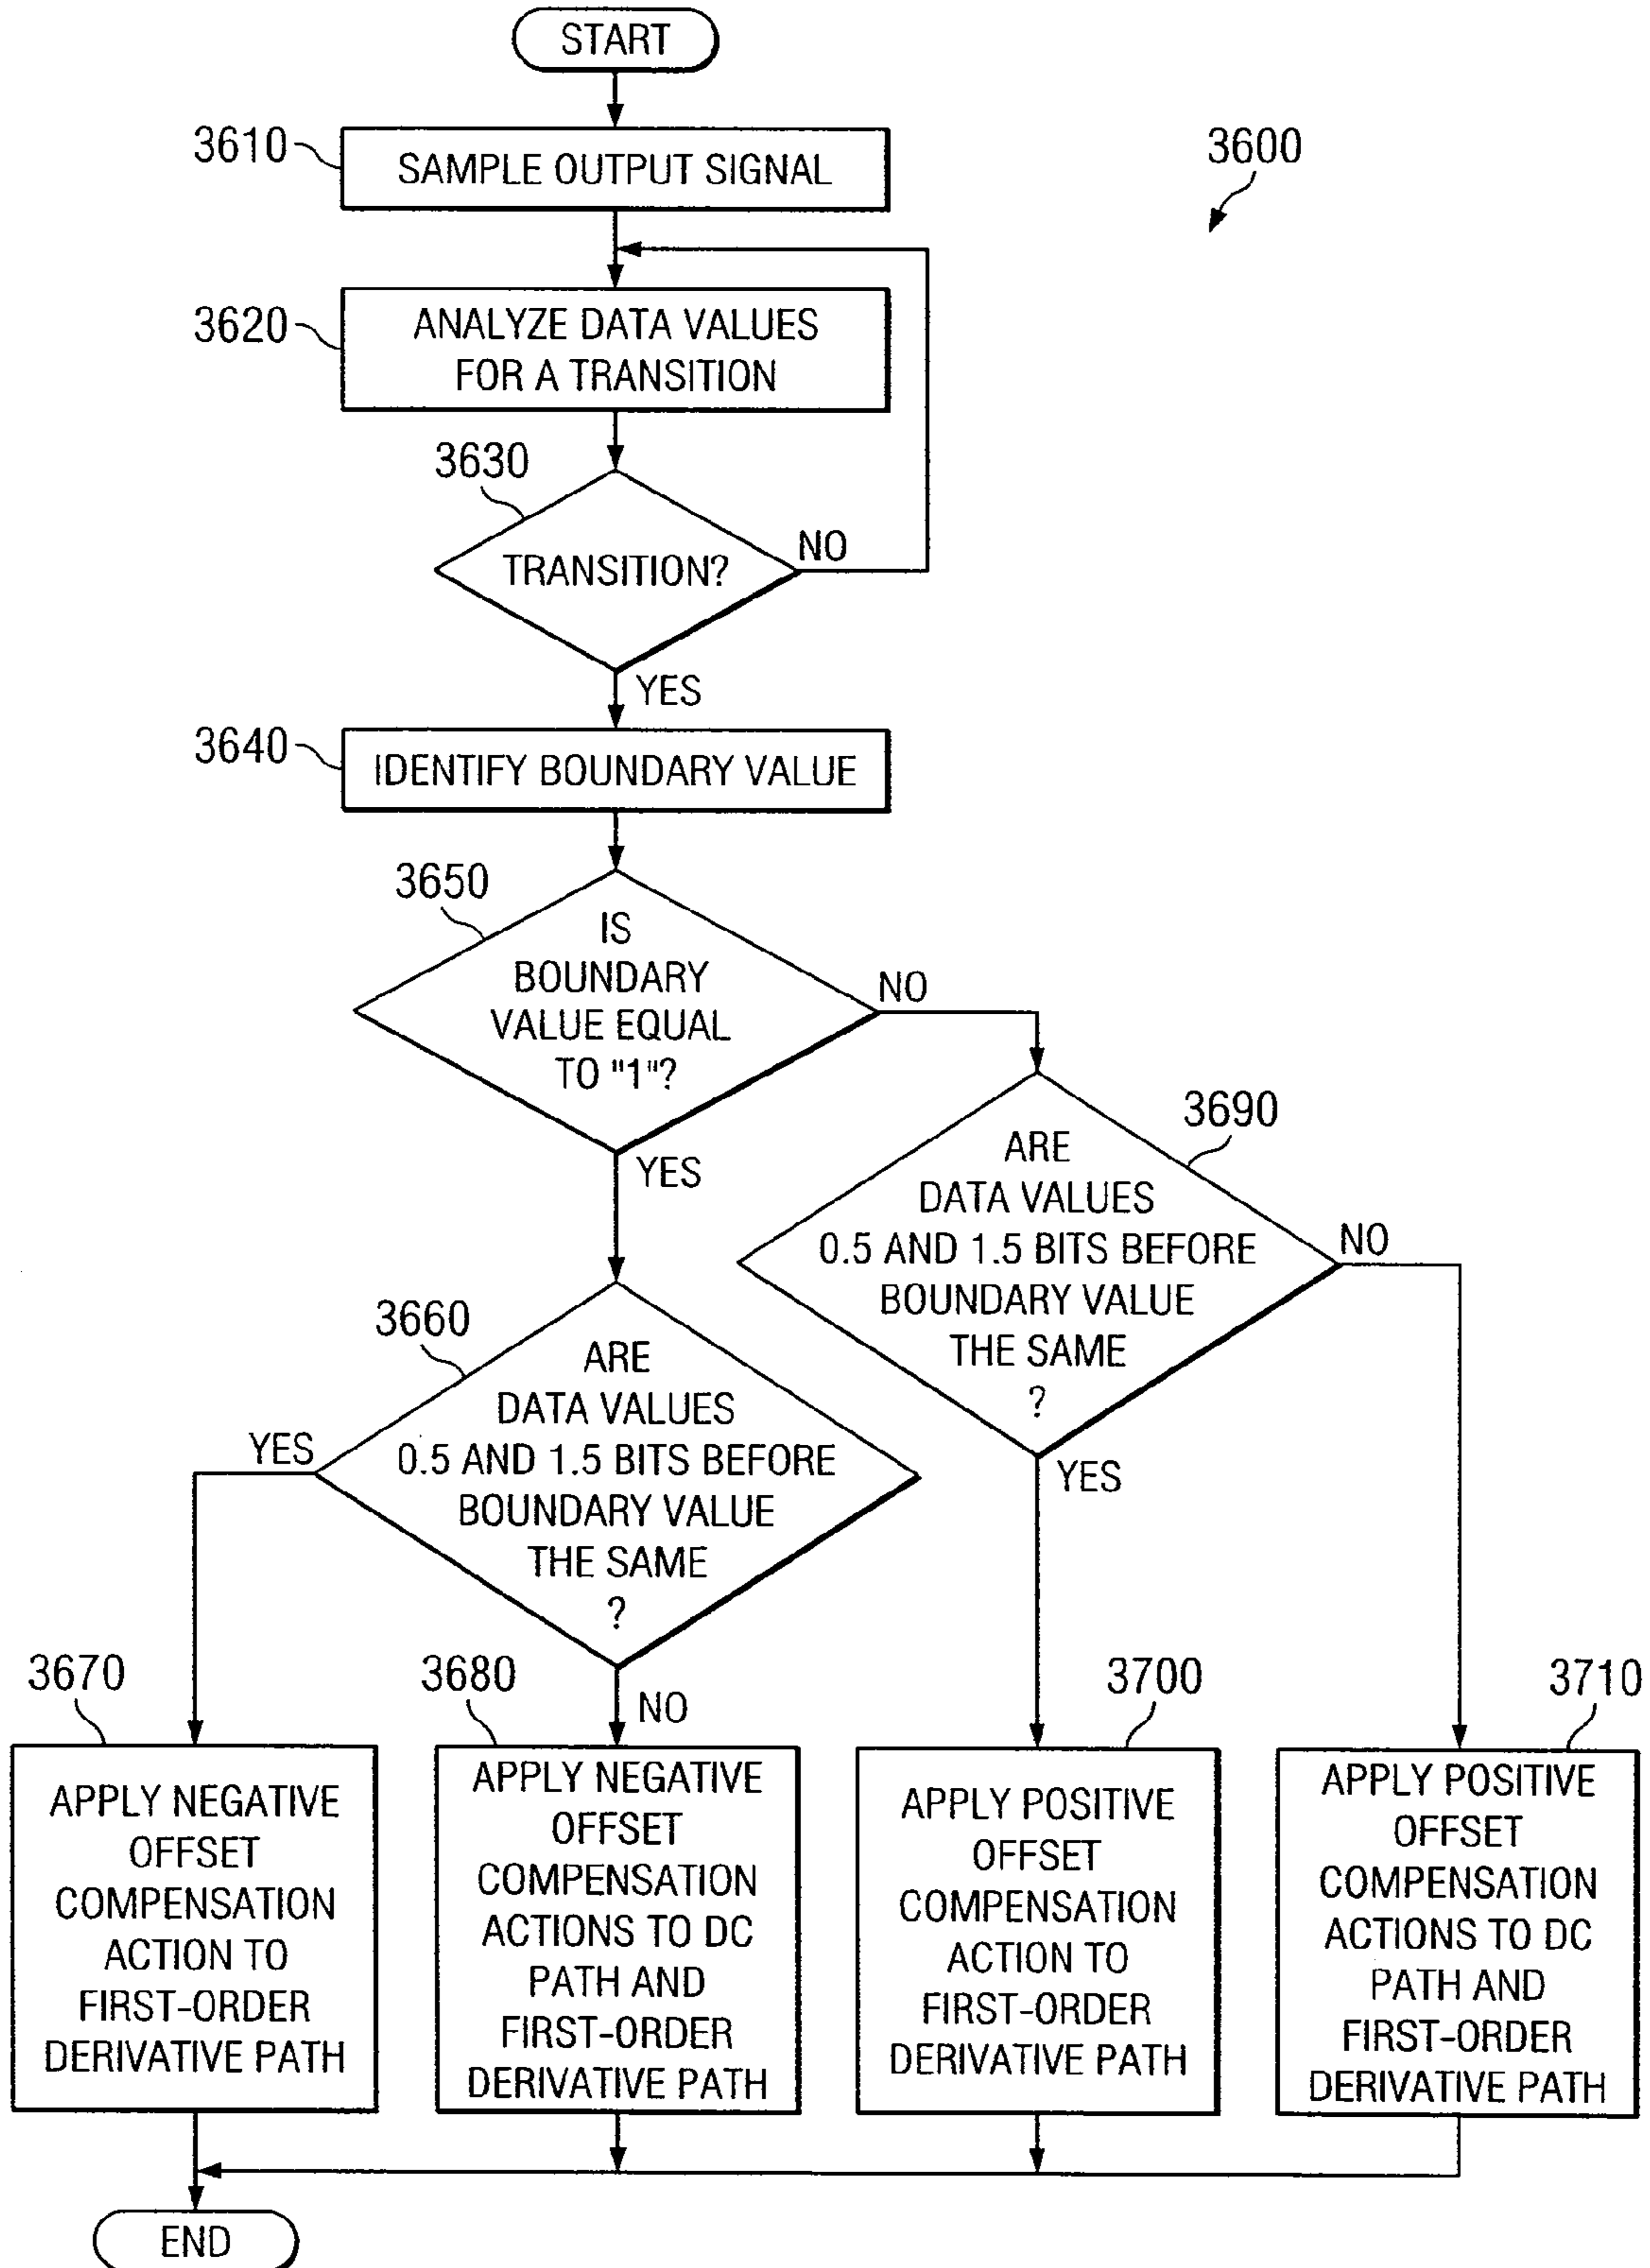 START
3610
SAMPLE OUTPUT SIGNAL
3600
3620
ANALYZE DATA VALUES
FOR A TRANSITION
3630
TRANSITION?
NO
YES
3640
IDENTIFY BOUNDARY VALUE
3650
IS
BOUNDARY
VALUE EQUAL
TO "1"?
NO
YES
3690
ARE
DATA VALUES
0.5 AND 1.5 BITS BEFORE
BOUNDARY VALUE
THE SAME
?
NO
YES
3660
ARE
DATA VALUES
0.5 AND 1.5 BITS BEFORE
BOUNDARY VALUE
THE SAME
?
YES
NO
3670
APPLY NEGATIVE
OFFSET
COMPENSATION
ACTION TO
FIRST-ORDER
DERIVATIVE PATH
3680
APPLY NEGATIVE
OFFSET
COMPENSATION
ACTIONS TO DC
PATH AND
FIRST-ORDER
DERIVATIVE PATH
3700
APPLY POSITIVE
OFFSET
COMPENSATION
ACTION TO
FIRST-ORDER
DERIVATIVE PATH
3710
APPLY POSITIVE
OFFSET
COMPENSATION
ACTIONS TO DC
PATH AND
FIRST-ORDER
DERIVATIVE PATH
END